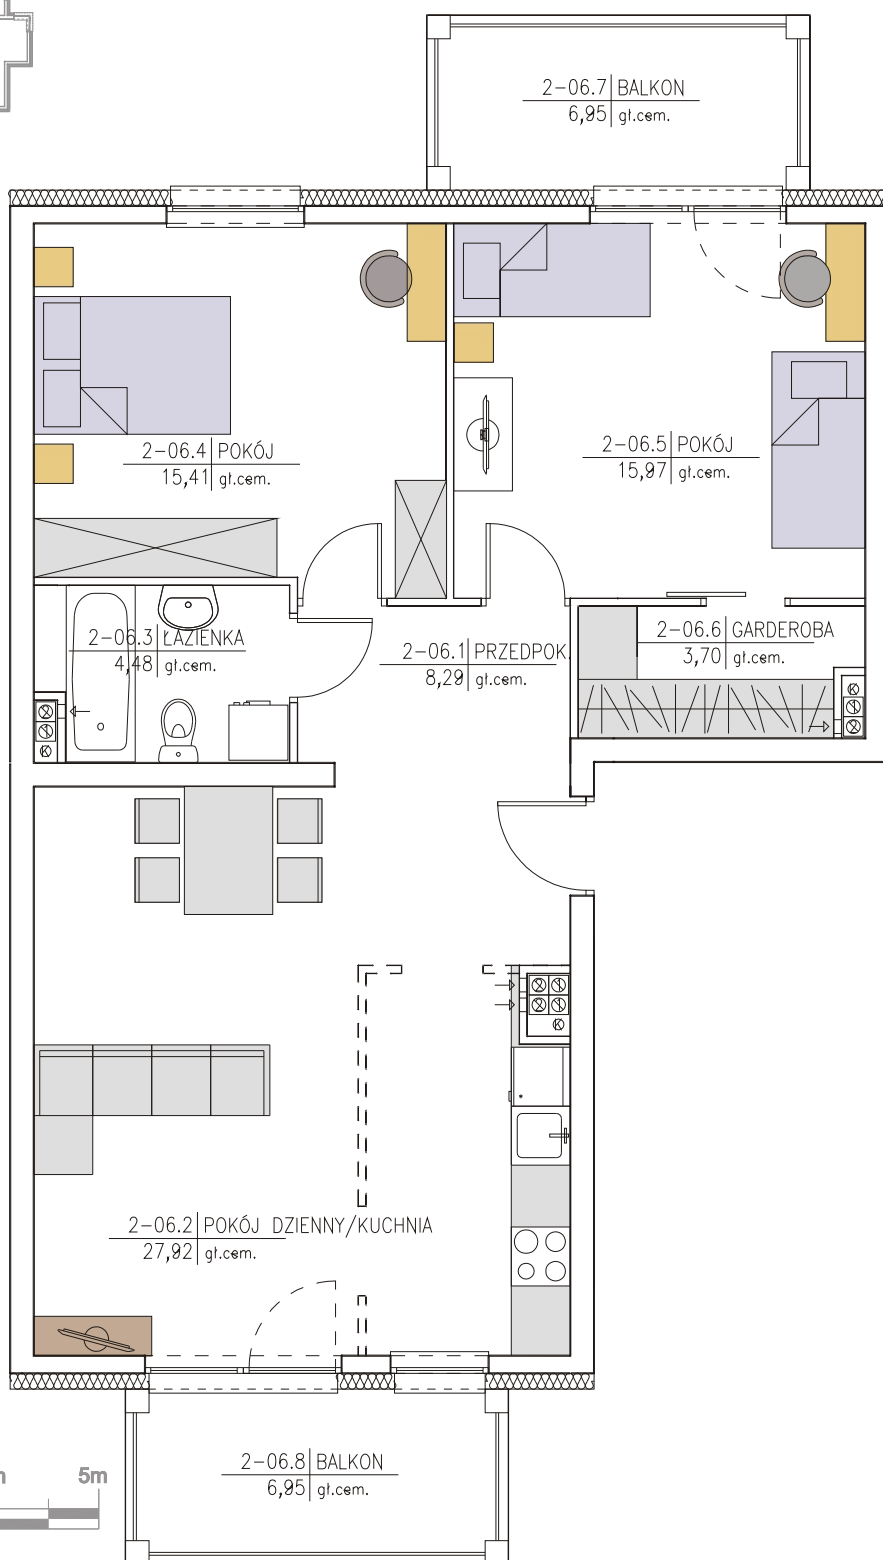 2-06.7 BALKON
6,95 gł.cem.
2-06.4 POKÓJ
15,41 gł.cem.
2-06.5 POKÓJ
15,97 gł.cem.
2-06.3 ŁAZIENKA
4,48 gł.cem.
2-06.1 PRZEDPOK.
8,29 gł.cem.
2-06.6 GARDEROBA
3,70 gł.cem.
K
K
K
2-06.2 POKÓJ DZIENNY/KUCHNIA
27,92 gł.cem.
2-06.8 BALKON
6,95 gł.cem.
5m